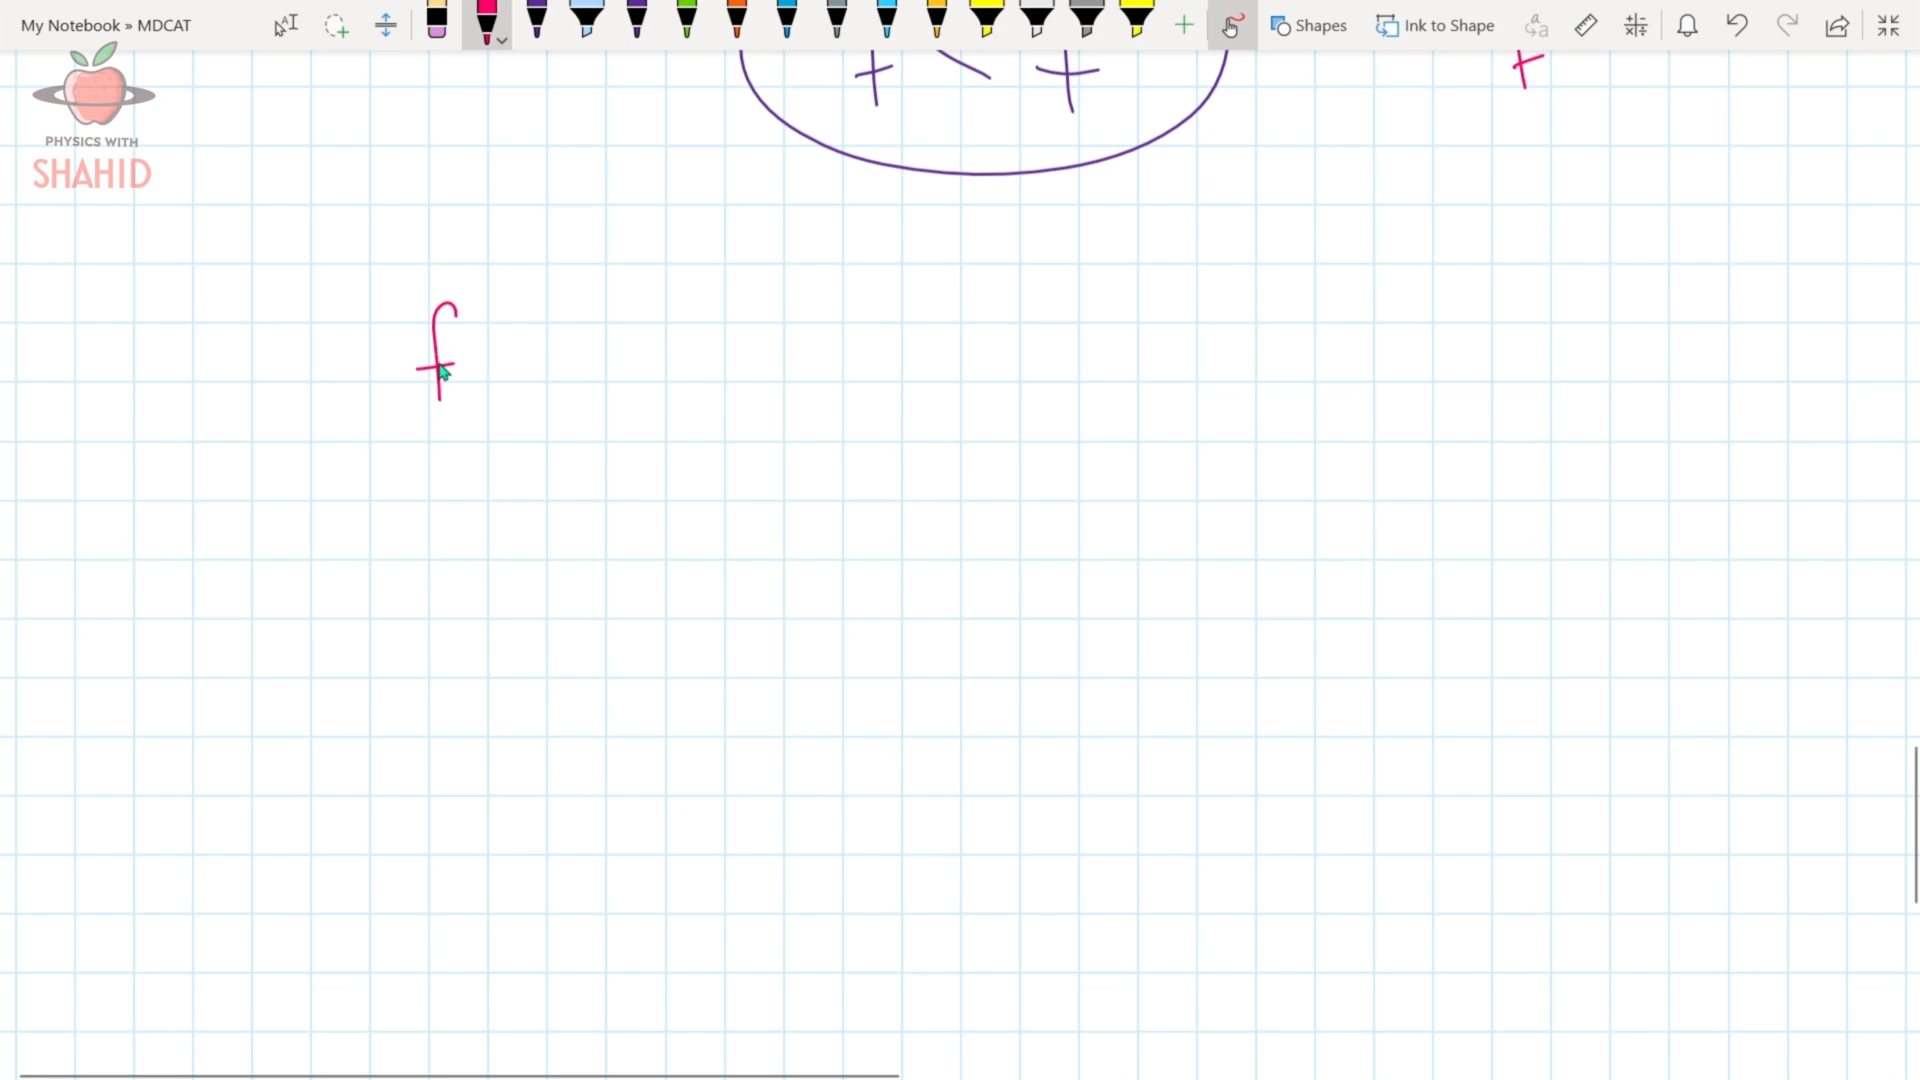 My Notebook » MDCAT
Shapes
Ink to Shape
PHYSICS WITH
SHAHID
f